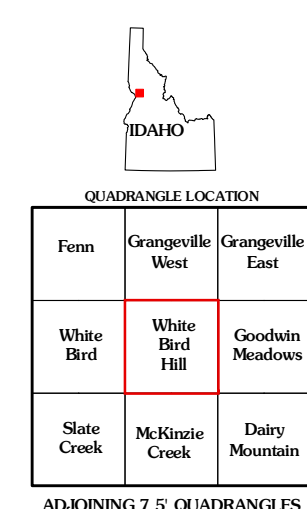 IDAHO
QUADRANGLE LOCATION
Fenn
Grangeville
West
Grangeville
East
White
Bird
White
Bird
Hill
Goodwin
Meadows
Slate
Creek
McKinzie
Creek
Dairy
Mountain
ADJOINING 7.5' QUADRANGLES